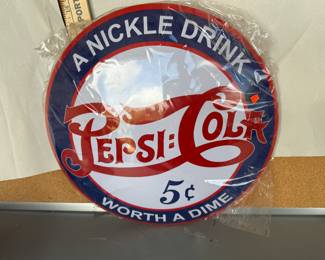 A NICKLE DRINK
PEPSI:COLA
5¢
WORTH A DIME